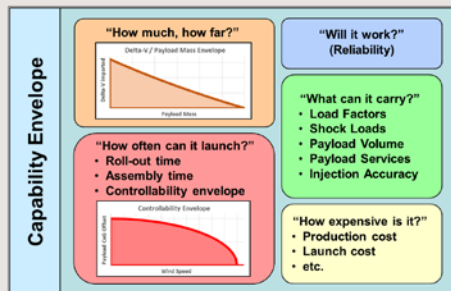 Capability Envelope
“How much, how far?”
Delta-V / Payload Mass Envelope
Delta-V Imparted
Payload Mass
“How often can it launch?”
• Roll-out time
• Assembly time
• Controllability envelope
Controllability Envelope
Payload CoG Offset
Wind Speed
“Will it work?”
(Reliability)
“What can it carry?”
• Load Factors
• Shock Loads
• Payload Volume
• Payload Services
• Injection Accuracy
“How expensive is it?”
• Production cost
• Launch cost
• etc.